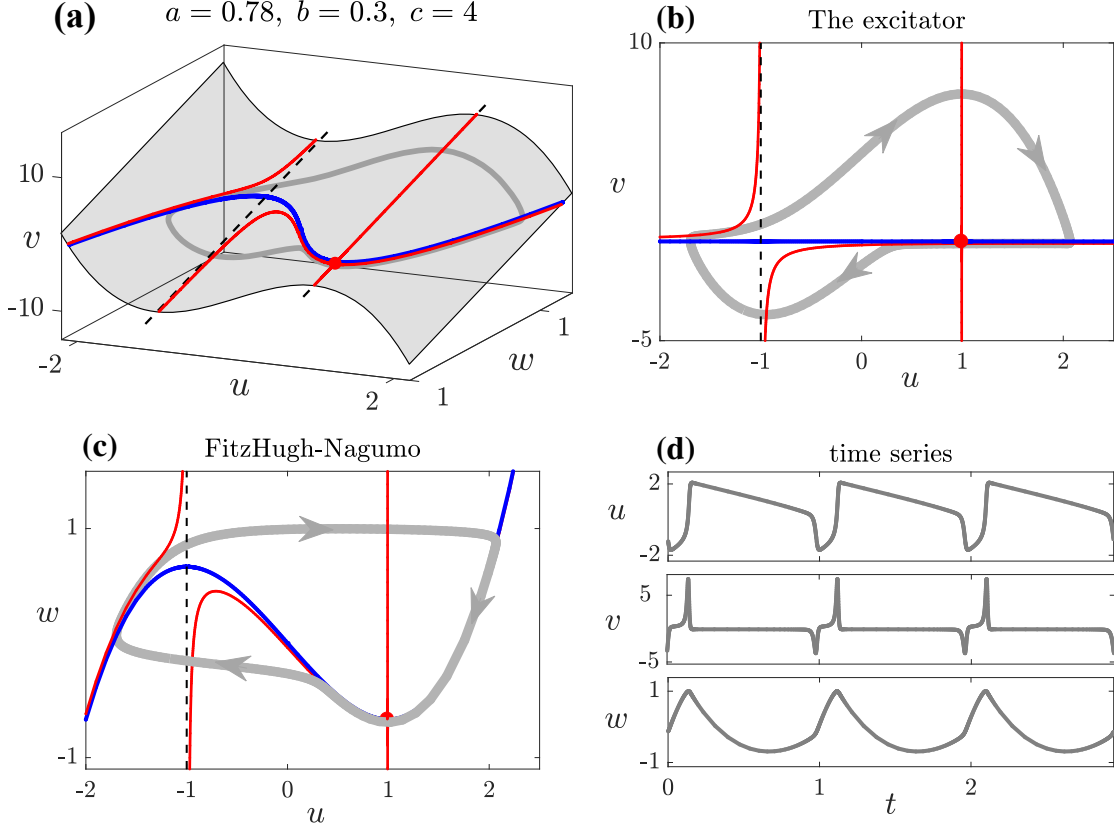 (a)
a = 0.78, b = 0.3, c = 4
10
v
-10
-2
u
2
1
w
1
(b)
The excitator
10
v
-5
-2
-1
0
1
2
u
(c)
FitzHugh-Nagumo
1
w
-1
-2
-1
0
1
2
u
(d)
time series
2
u
-2
5
v
-5
1
w
-1
0
1
2
t